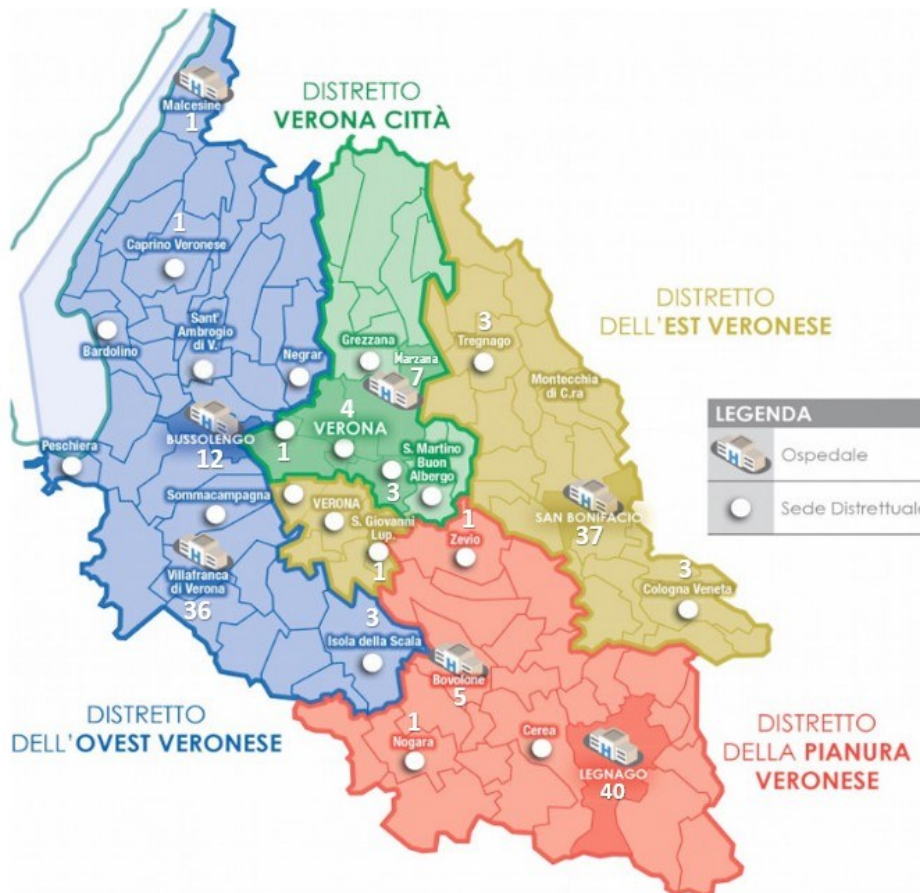 DISTRETTO
VERONA CITTÀ
Malcesine
1
1
Caprino Veronese
Bardolino
Sant'
Ambrogio
di V.
Negrar
Grezzana
Marzana
7
3
Tregnago
DISTRETTO
DELL'EST VERONESE
Montecchia
di C.ra
Peschiera
BUSSOLENGO
12
1
4
VERONA
3
S. Martino
Buon
Albergo
LEGENDA
Ospedale
Sede Distrettuale
Sommacampagna
VERONA
S. Giovanni
Lup.
1
1
Zevio
SAN BONIFACIO
37
3
Cologna Veneta
Villafranca
di Verona
36
3
Isola della Scala
Bovolone
5
DISTRETTO
DELL'OVEST VERONESE
1
Nogara
Cerea
LEGNAGO
40
DISTRETTO
DELLA PIANURA
VERONESE